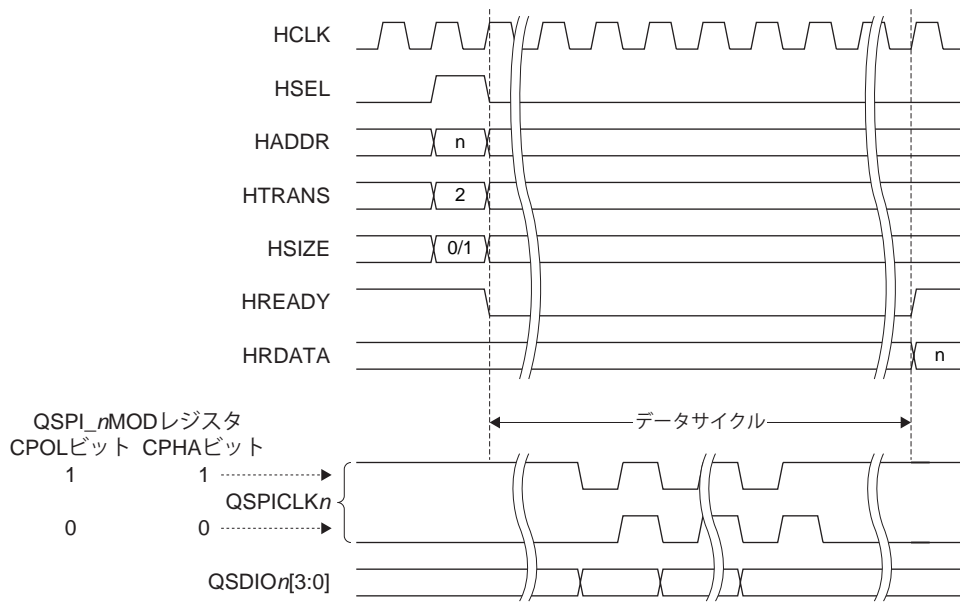 HCLK
HSEL
HADDR n
HTRANS 2
HSIZE 0/1
HREADY
HRDATA n
データサイクル
QSPI_nMODレジスタ
CPOLビット CPHAビット
1 1
QSPICLKn
0 0
QSDIOn[3:0]